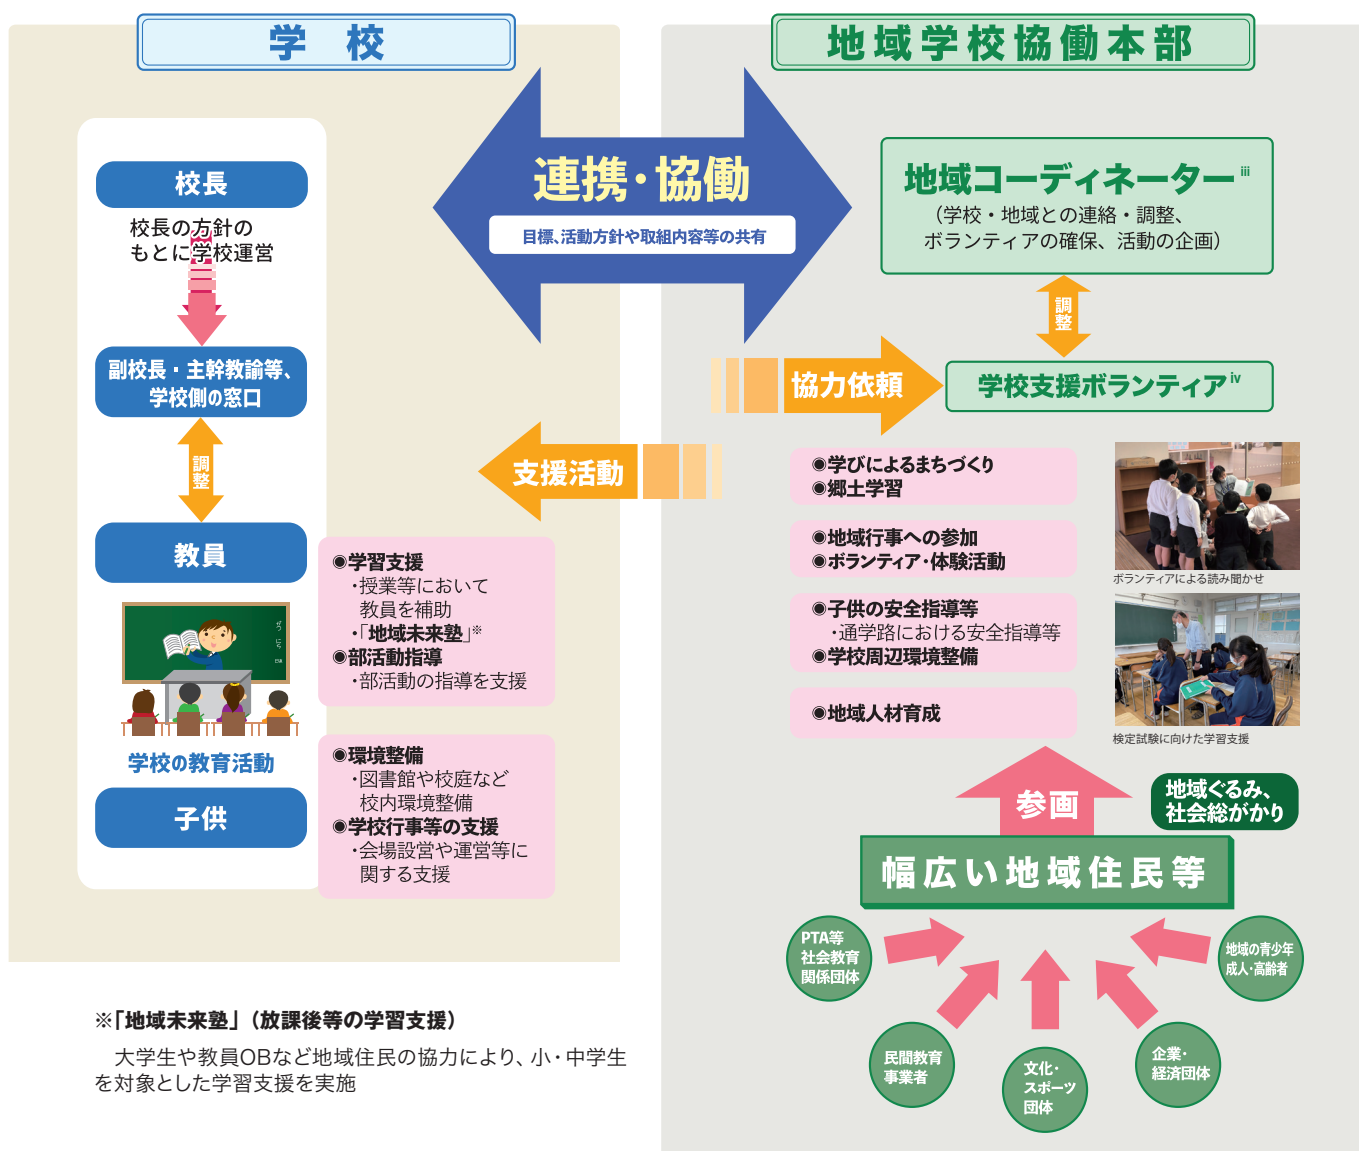 学 校
校長
校長の方針の
もとに学校運営
副校長・主幹教諭等、
学校側の窓口
調整
教員
学校の教育活動
子供
連携・協働
目標、活動方針や取組内容等の共有
協力依頼
支援活動
◉学習支援
・授業等において
教員を補助
・「地域未来塾」※
◉部活動指導
・部活動の指導を支援
◉環境整備
・図書館や校庭など
校内環境整備
◉学校行事等の支援
・会場設営や運営等に
関する支援
※「地域未来塾」（放課後等の学習支援）
大学生や教員OBなど地域住民の協力により、小・中学生
を対象とした学習支援を実施
地域学校協働本部
地域コーディネーターiii
（学校・地域との連絡・調整、
ボランティアの確保、活動の企画）
調整
学校支援ボランティアiv
◉学びによるまちづくり
◉郷土学習
◉地域行事への参加
◉ボランティア・体験活動
◉子供の安全指導等
・通学路における安全指導等
◉学校周辺環境整備
◉地域人材育成
ボランティアによる読み聞かせ
検定試験に向けた学習支援
参画
地域ぐるみ、
社会総がかり
幅広い地域住民等
PTA等
社会教育
関係団体
民間教育
事業者
文化・
スポーツ
団体
企業・
経済団体
地域の青少年
成人・高齢者